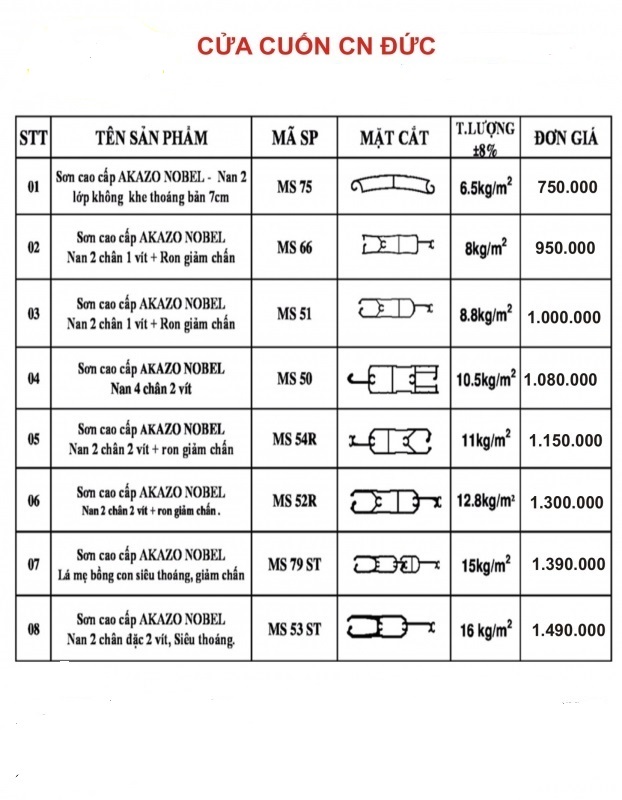 CỬA CUỐN CN ĐỨC
STT TÊN SẢN PHẨM MÃ SP MẶT CẮT T.LƯỢNG ±8% ĐƠN GIÁ
01 Sơn cao cấp AKAZO NOBEL - Nan 2
lớp không khe thoáng bản 7cm MS 75 6.5kg/m² 750.000
02 Sơn cao cấp AKAZO NOBEL
Nan 2 chân 1 vít + Ron giảm chấn MS 66 8kg/m² 950.000
03 Sơn cao cấp AKAZO NOBEL
Nan 2 chân 1 vít + Ron giảm chấn MS 51 8.8kg/m² 1.000.000
04 Sơn cao cấp AKAZO NOBEL
Nan 4 chân 2 vít MS 50 10.5kg/m² 1.080.000
05 Sơn cao cấp AKAZO NOBEL
Nan 2 chân 2 vít + ron giảm chấn MS 54R 11kg/m² 1.150.000
06 Sơn cao cấp AKAZO NOBEL
Nan 2 chân 2 vít + ron giảm chấn . MS 52R 12.8kg/m² 1.300.000
07 Sơn cao cấp AKAZO NOBEL
Lá mẹ bồng con siêu thoáng, giảm chấn MS 79 ST 15kg/m² 1.390.000
08 Sơn cao cấp AKAZO NOBEL
Nan 2 chân đặc 2 vít, Siêu thoáng. MS 53 ST 16 kg/m² 1.490.000